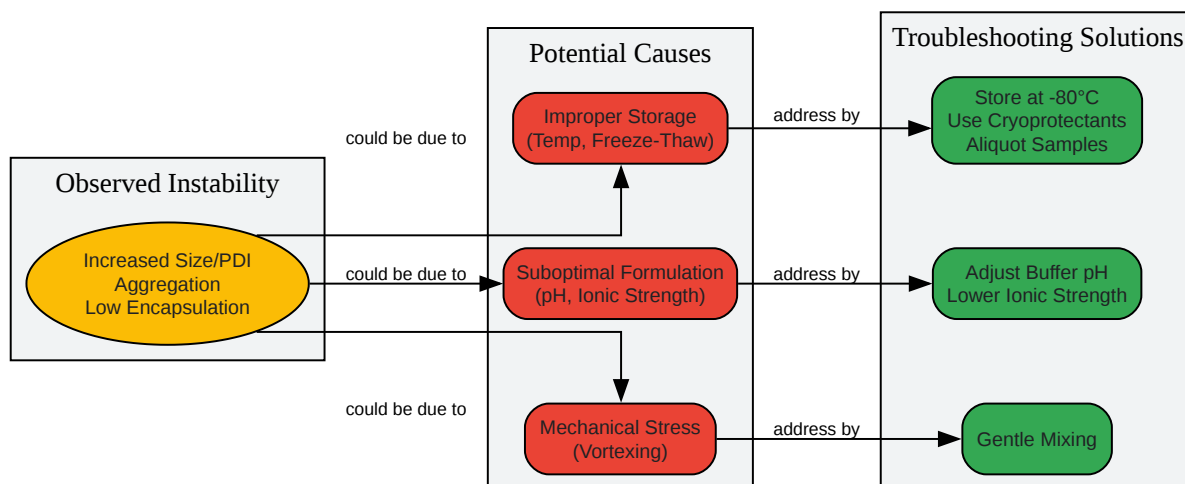 Observed Instability
Increased Size/PDI
Aggregation
Low Encapsulation
could be due to
could be due to
could be due to
Potential Causes
Improper Storage
(Temp, Freeze-Thaw)
Suboptimal Formulation
(pH, Ionic Strength)
Mechanical Stress
(Vortexing)
address by
address by
address by
Troubleshooting Solutions
Store at -80°C
Use Cryoprotectants
Aliquot Samples
Adjust Buffer pH
Lower Ionic Strength
Gentle Mixing